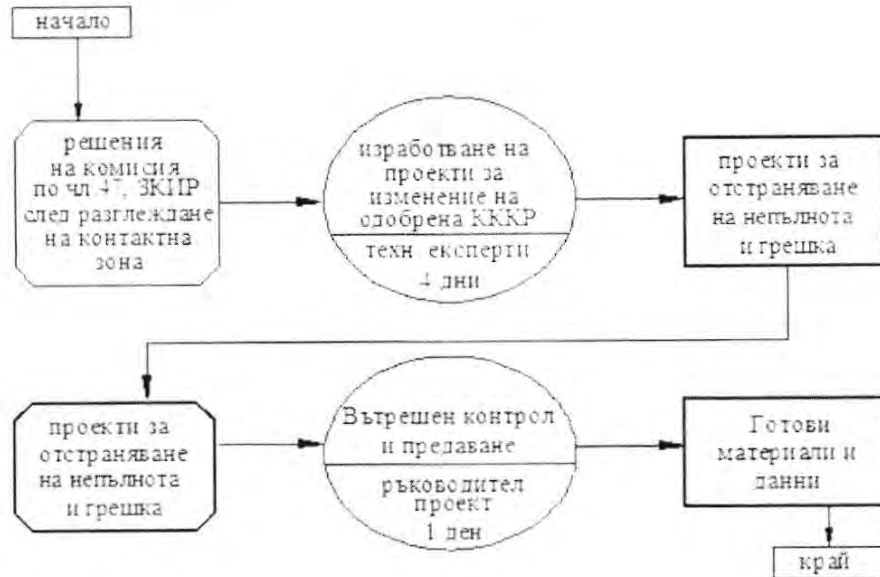 начало
решения
на комисия
по чл 47, ЗКИР
след разглеждане
на контактна
зона
изработване на
проекти за
изменение на
одобрена КККР
техн. експерти
4 дни
проекти за
отстраняване
на непълнота
и грешка
проекти за
отстраняване
на непълнота
и грешка
Вътрешен контрол
и предаване
ръководител
проект
1 ден
Готови
материали и
данни
край